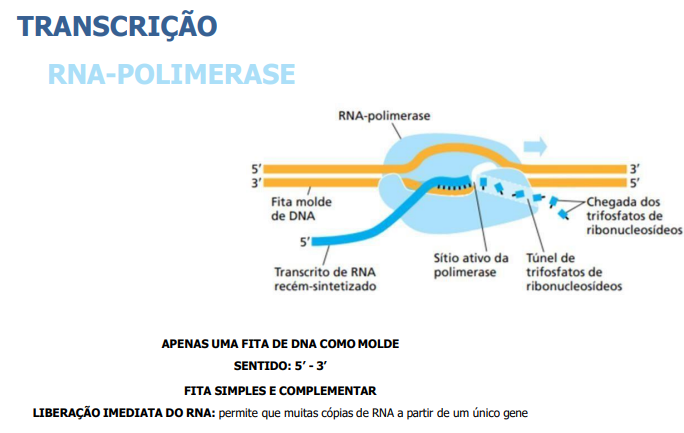 TRANSCRIÇÃO
RNA-POLIMERASE
RNA-polimerase
5’ 3’
3’ 5’
Fita molde
de DNA
Chegada dos
trifosfatos de
ribonucleosídeos
5’
Transcrito de RNA
recém-sintetizado
Sítio ativo da
polimerase
Túnel de
trifosfatos de
ribonucleosídeos
APENAS UMA FITA DE DNA COMO MOLDE
SENTIDO: 5’ - 3’
FITA SIMPLES E COMPLEMENTAR
LIBERAÇÃO IMEDIATA DO RNA: permite que muitas cópias de RNA a partir de um único gene